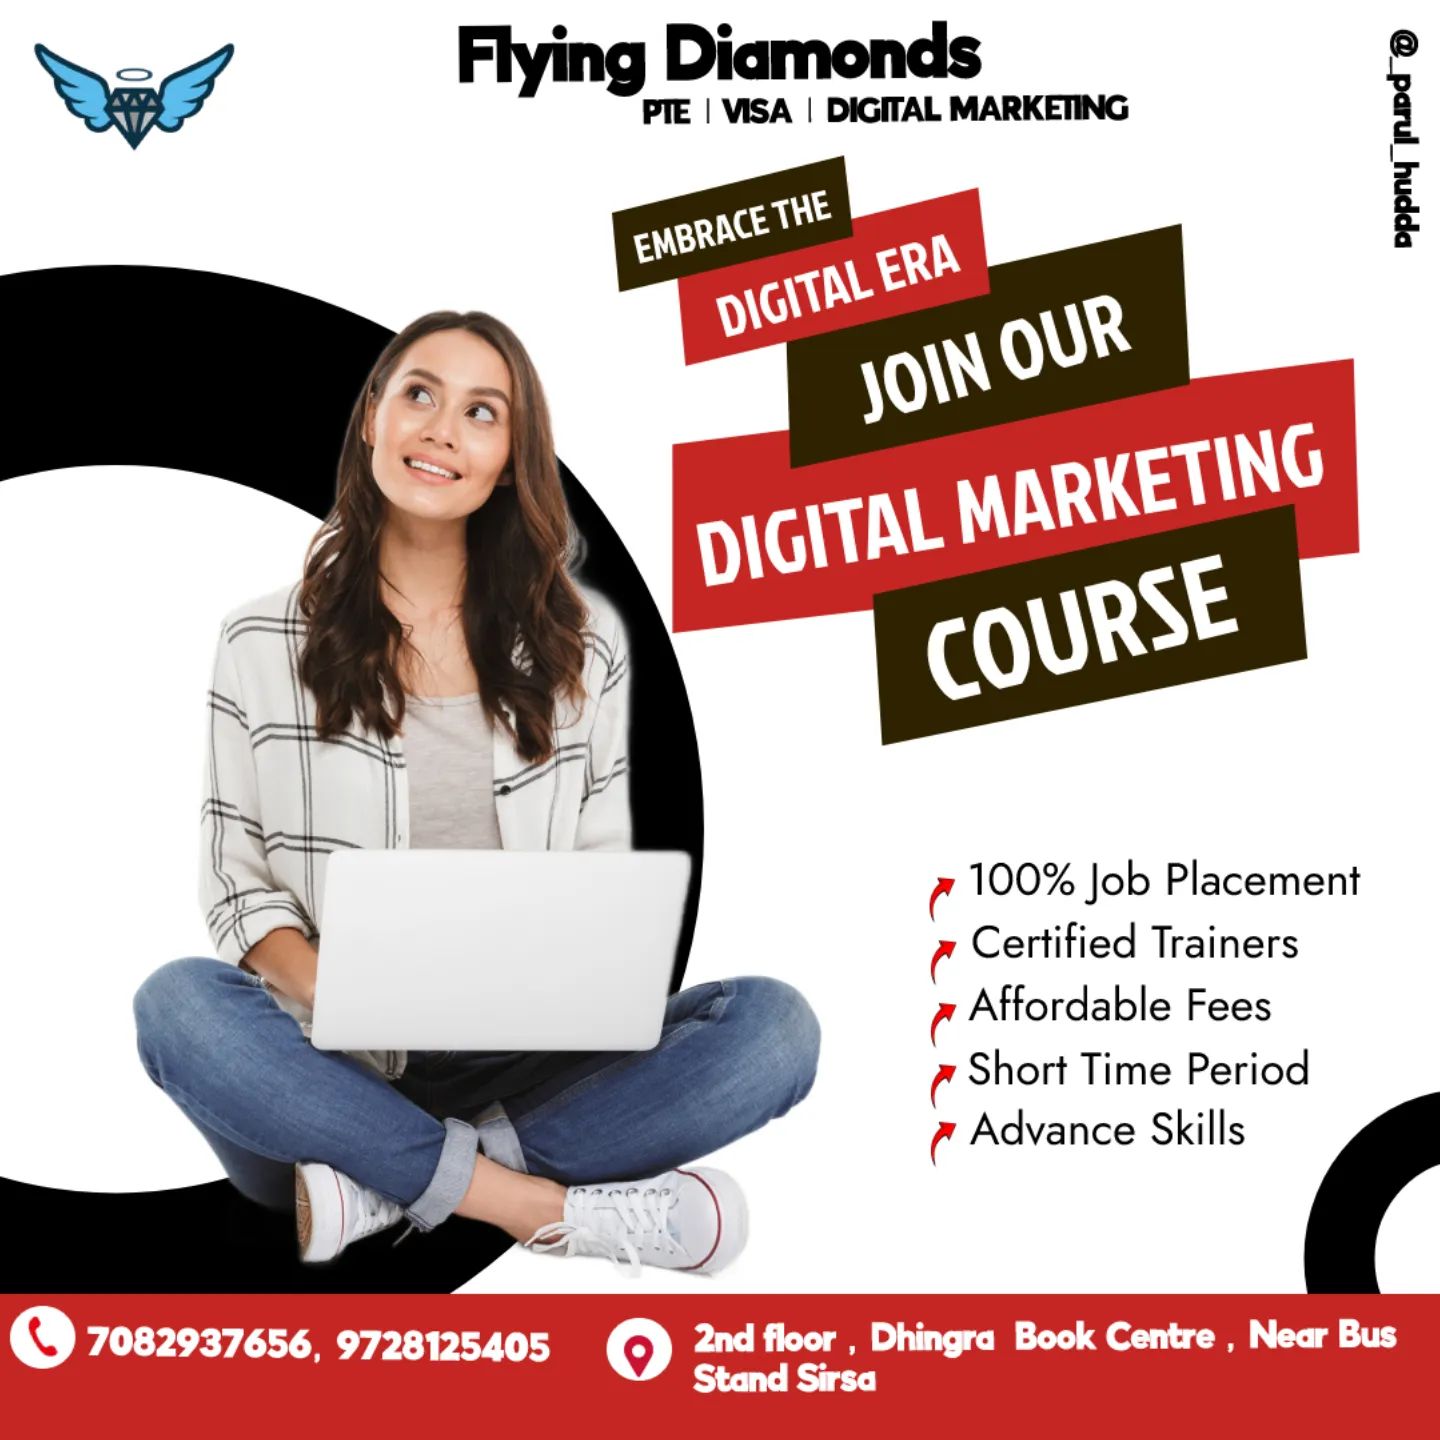 Flying Diamonds
PTE | VISA | DIGITAL MARKETING
@_parul_hudda
EMBRACE THE
DIGITAL ERA
JOIN OUR
DIGITAL MARKETING
COURSE
100% Job Placement
Certified Trainers
Affordable Fees
Short Time Period
Advance Skills
7082937656, 9728125405
2nd floor , Dhingra Book Centre , Near Bus
Stand Sirsa